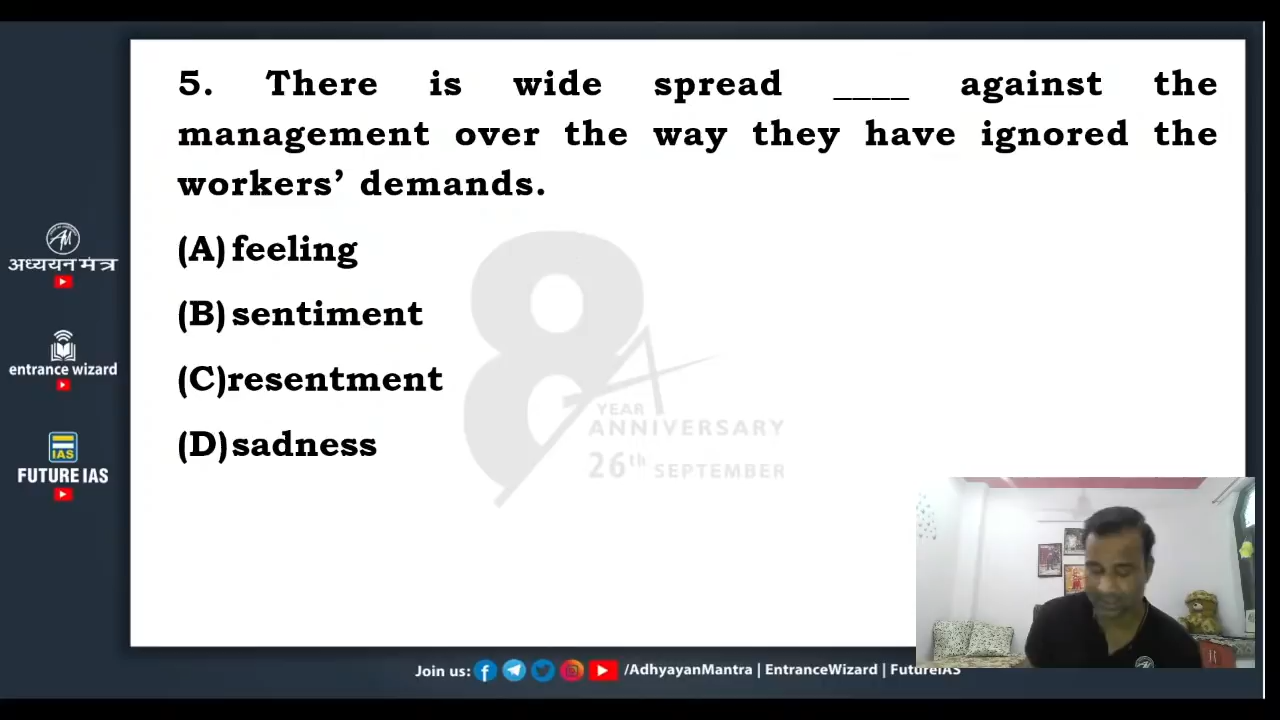 5. There is wide spread ____ against the
management over the way they have ignored the
workers’ demands.
(A) feeling
(B) sentiment
(C)resentment
(D)sadness
8
YEAR
ANNIVERSARY
26th SEPTEMBER
अध्ययन मंत्र
entrance wizard
IAS
FUTURE IAS
Join us: /AdhyayanMantra | EntranceWizard | FutureIAS